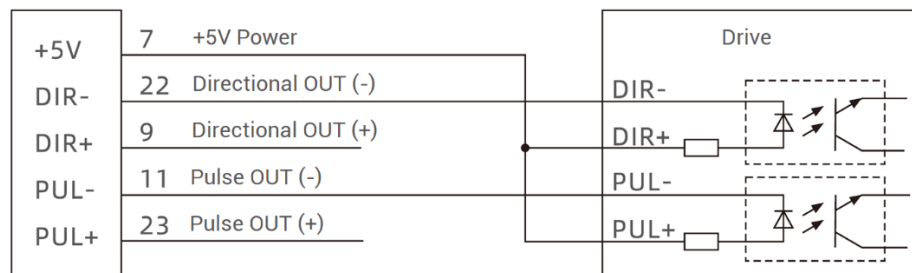 +5V 7 +5V Power Drive
DIR- 22 Directional OUT (-) DIR-
DIR+ 9 Directional OUT (+) DIR+
PUL- 11 Pulse OUT (-) PUL-
PUL+ 23 Pulse OUT (+) PUL+